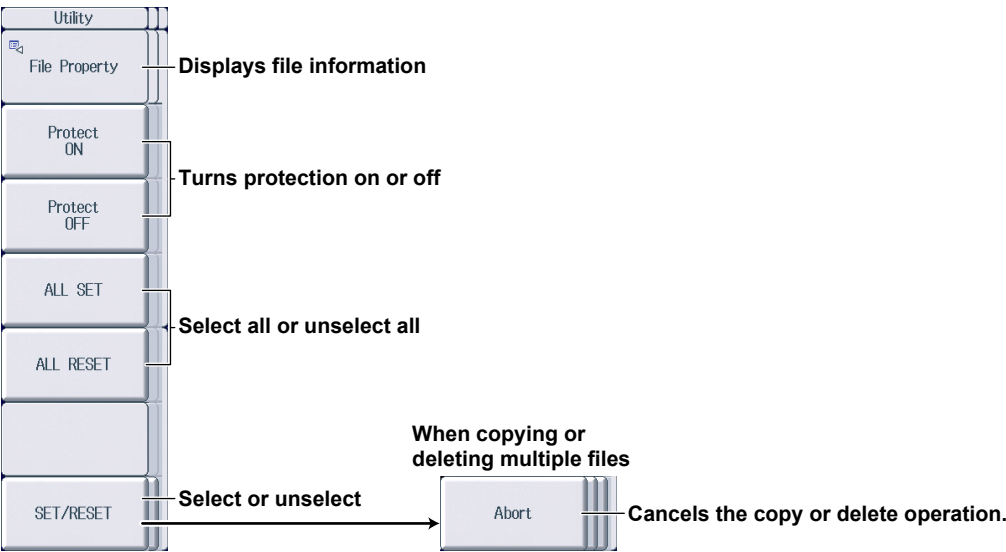 Utility
File Property
Displays file information
Protect
ON
Turns protection on or off
Protect
OFF
ALL SET
Select all or unselect all
ALL RESET
When copying or
deleting multiple files
SET/RESET
Select or unselect
Abort
Cancels the copy or delete operation.